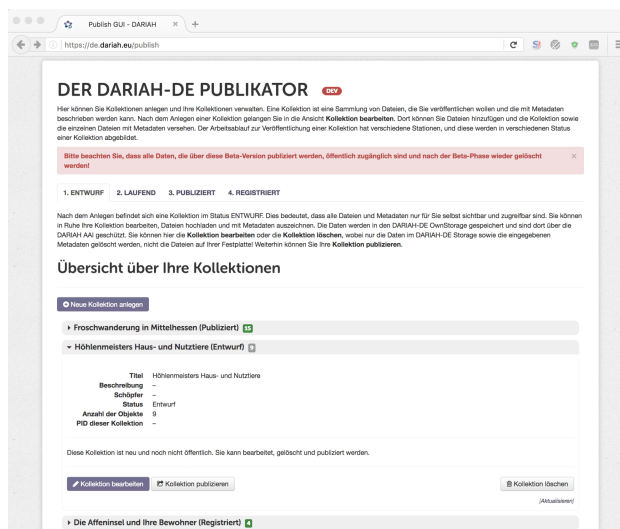 Publish GUI - DARIAH
https://de.dariah.eu/publish
DER DARIAH-DE PUBLIKATOR DEV
Hier können Sie Kollektionen anlegen und Ihre Kollektionen verwalten. Eine Kollektion ist eine Sammlung von Dateien, die Sie veröffentlichen wollen und die mit Metadaten
beschrieben werden kann. Nach dem Anlegen einer Kollektion gelangen Sie in die Ansicht Kollektion bearbeiten. Dort können Sie Dateien hinzufügen und die Kollektion sowie
die einzelnen Dateien mit Metadaten versehen. Der Arbeitsablauf zur Veröffentlichung einer Kollektion hat verschiedene Stationen, und diese werden in verschiedenen Status
einer Kollektion abgebildet.
Bitte beachten Sie, dass alle Daten, die über diese Beta-Version publiziert werden, öffentlich zugänglich sind und nach der Beta-Phase wieder gelöscht
werden!
1. ENTWURF 2. LAUFEND 3. PUBLIZIERT 4. REGISTRIERT
Nach dem Anlegen befindet sich eine Kollektion im Status ENTWURF. Dies bedeutet, dass alle Dateien und Metadaten nur für Sie selbst sichtbar und zugreifbar sind. Sie können
in Ruhe Ihre Kollektion bearbeiten, Dateien hochladen und mit Metadaten auszeichnen. Die Daten werden in den DARIAH-DE OwnStorage gespeichert und sind dort über die
DARIAH AAI geschützt. Sie können hier die Kollektion bearbeiten oder die Kollektion löschen, wobei nur die Daten im DARIAH-DE Storage sowie die eingegebenen
Metadaten gelöscht werden, nicht die Dateien auf Ihrer Festplatte! Weiterhin können Sie Ihre Kollektion publizieren.
Übersicht über Ihre Kollektionen
Neue Kollektion anlegen
Froschwanderung in Mittelhessen (Publiziert) 15
Höhlenmeisters Haus- und Nutztiere (Entwurf) 9
Titel Höhlenmeisters Haus- und Nutztiere
Beschreibung –
Schöpfer –
Status Entwurf
Anzahl der Objekte 9
PID dieser Kollektion –
Diese Kollektion ist neu und noch nicht öffentlich. Sie kann bearbeitet, gelöscht und publiziert werden.
Kollektion bearbeiten Kollektion publizieren Kollektion löschen
[Aktualisieren]
Die Affeninsel und Ihre Bewohner (Registriert) 4